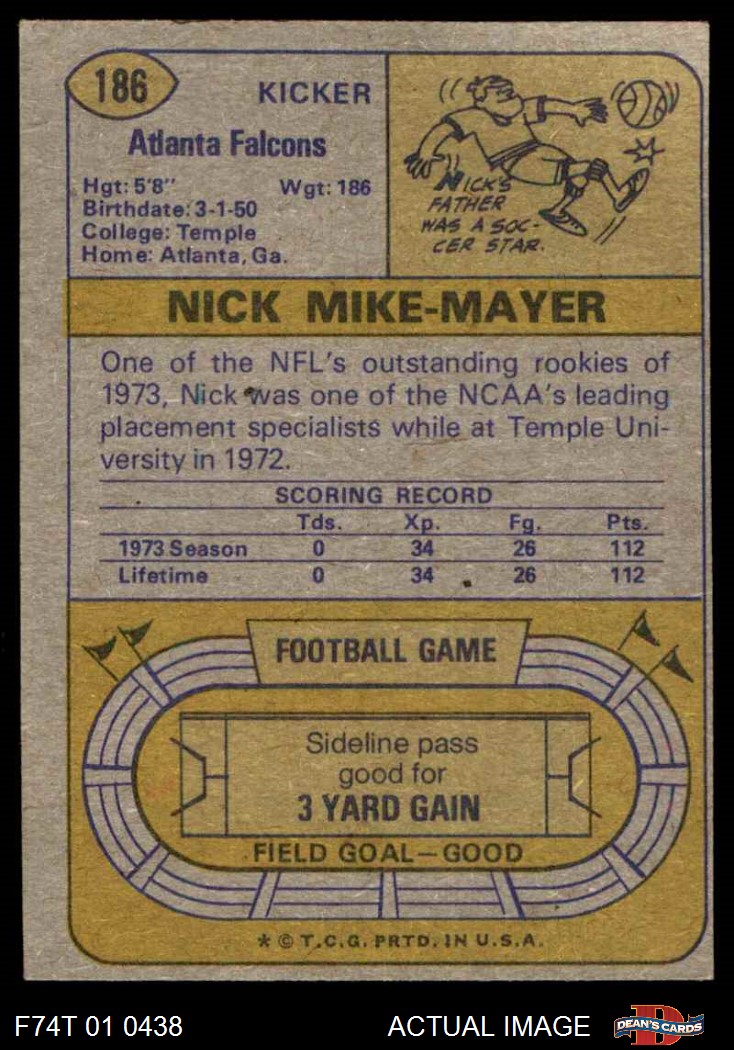 186
KICKER
Atlanta Falcons
Hgt: 5'8" Wgt: 186
Birthdate: 3-1-50
College: Temple
Home: Atlanta, Ga.
NICK'S
FATHER
WAS A SOC-
CER STAR.
NICK MIKE-MAYER
One of the NFL's outstanding rookies of
1973, Nick was one of the NCAA's leading
placement specialists while at Temple Uni-
versity in 1972.
SCORING RECORD
Tds. Xp. Fg. Pts.
1973 Season 0 34 26 112
Lifetime 0 34 26 112
FOOTBALL GAME
Sideline pass
good for
3 YARD GAIN
FIELD GOAL—GOOD
* © T.C.G. PRTD. IN U.S.A.
F74T 01 0438 ACTUAL IMAGE D DEAN'S CARDS